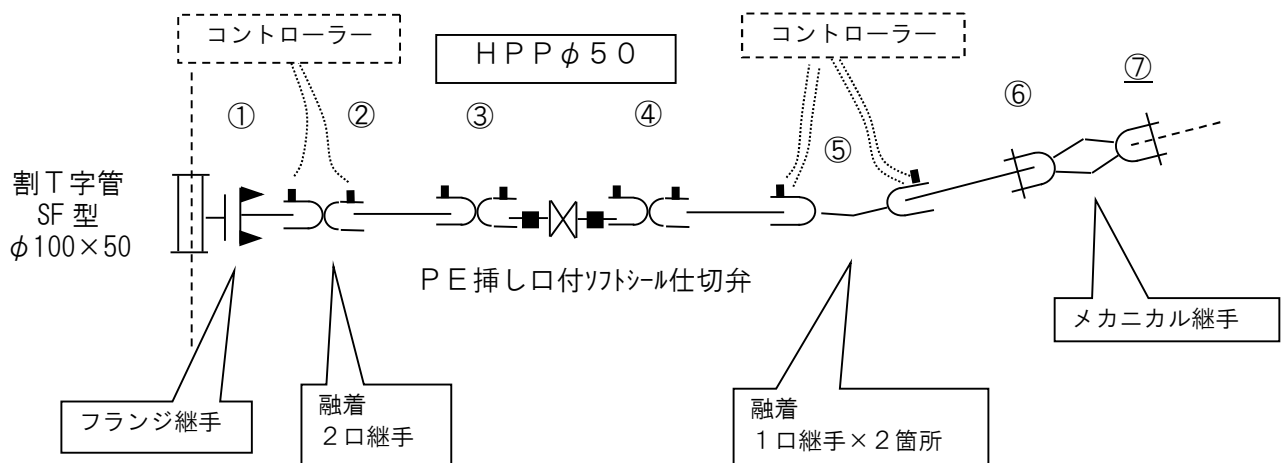 コントローラー
ＨＰＰφ５０
コントローラー
①
②
③
④
⑤
⑥
⑦
割Ｔ字管
SF 型
φ100×50
ＰＥ挿し口付ソフトシール仕切弁
フランジ継手
融着
２口継手
融着
１口継手×２箇所
メカニカル継手